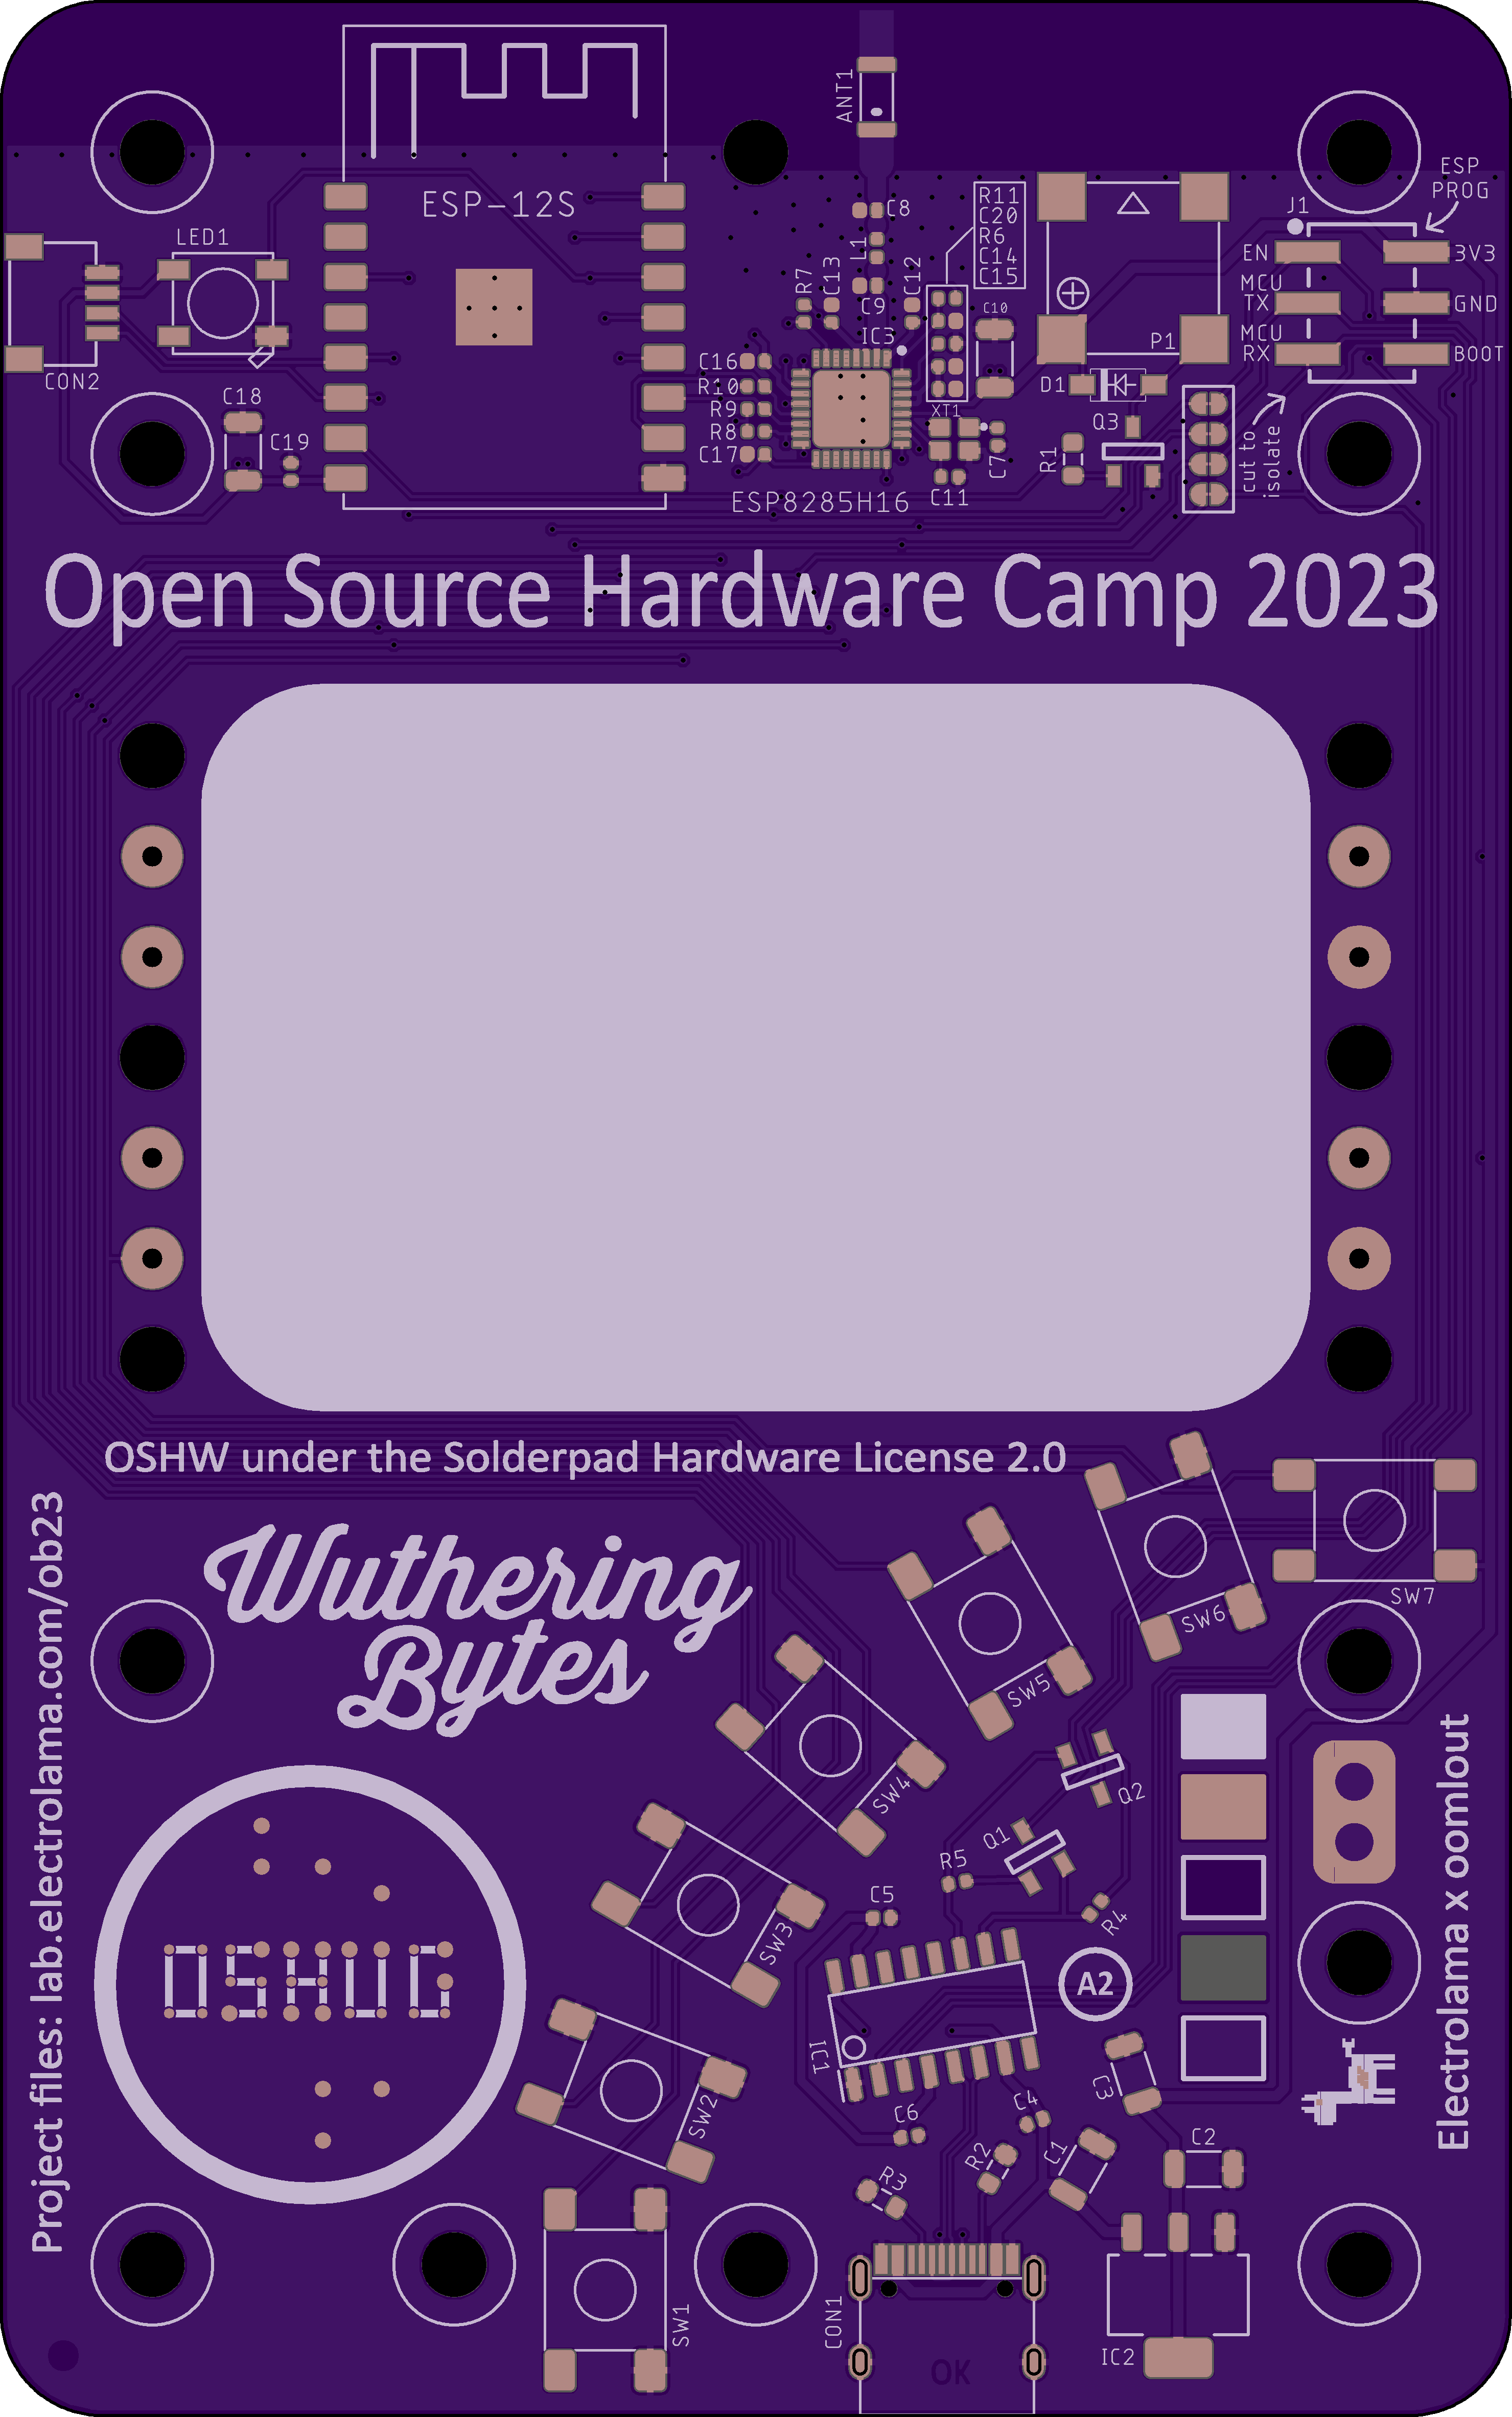 ANT1
ESP-12S
C8
R11
C20
R6
C14
C15
ESP
PROG
J1
LED1
L1
EN
3V3
MCU
TX
GND
MCU
RX
BOOT
R7
C13
C9
C12
C10
IC3
P1
CON2
C16
R10
R9
R8
C17
XT1
D1
Q3
C18
C19
C7
R1
cut to
isolate
C11
ESP8285H16
Open Source Hardware Camp 2023
OSHW under the Solderpad Hardware License 2.0
Project files: lab.electrolama.com/ob23
Wuthering
Bytes
SW7
SW6
SW5
SW4
SW3
SW2
SW1
Q2
Q1
R5
C5
R4
A2
OSHUG
IC1
C6
C4
C3
C2
C1
R2
R3
Electrolama x oomlout
CON1
IC2
OK